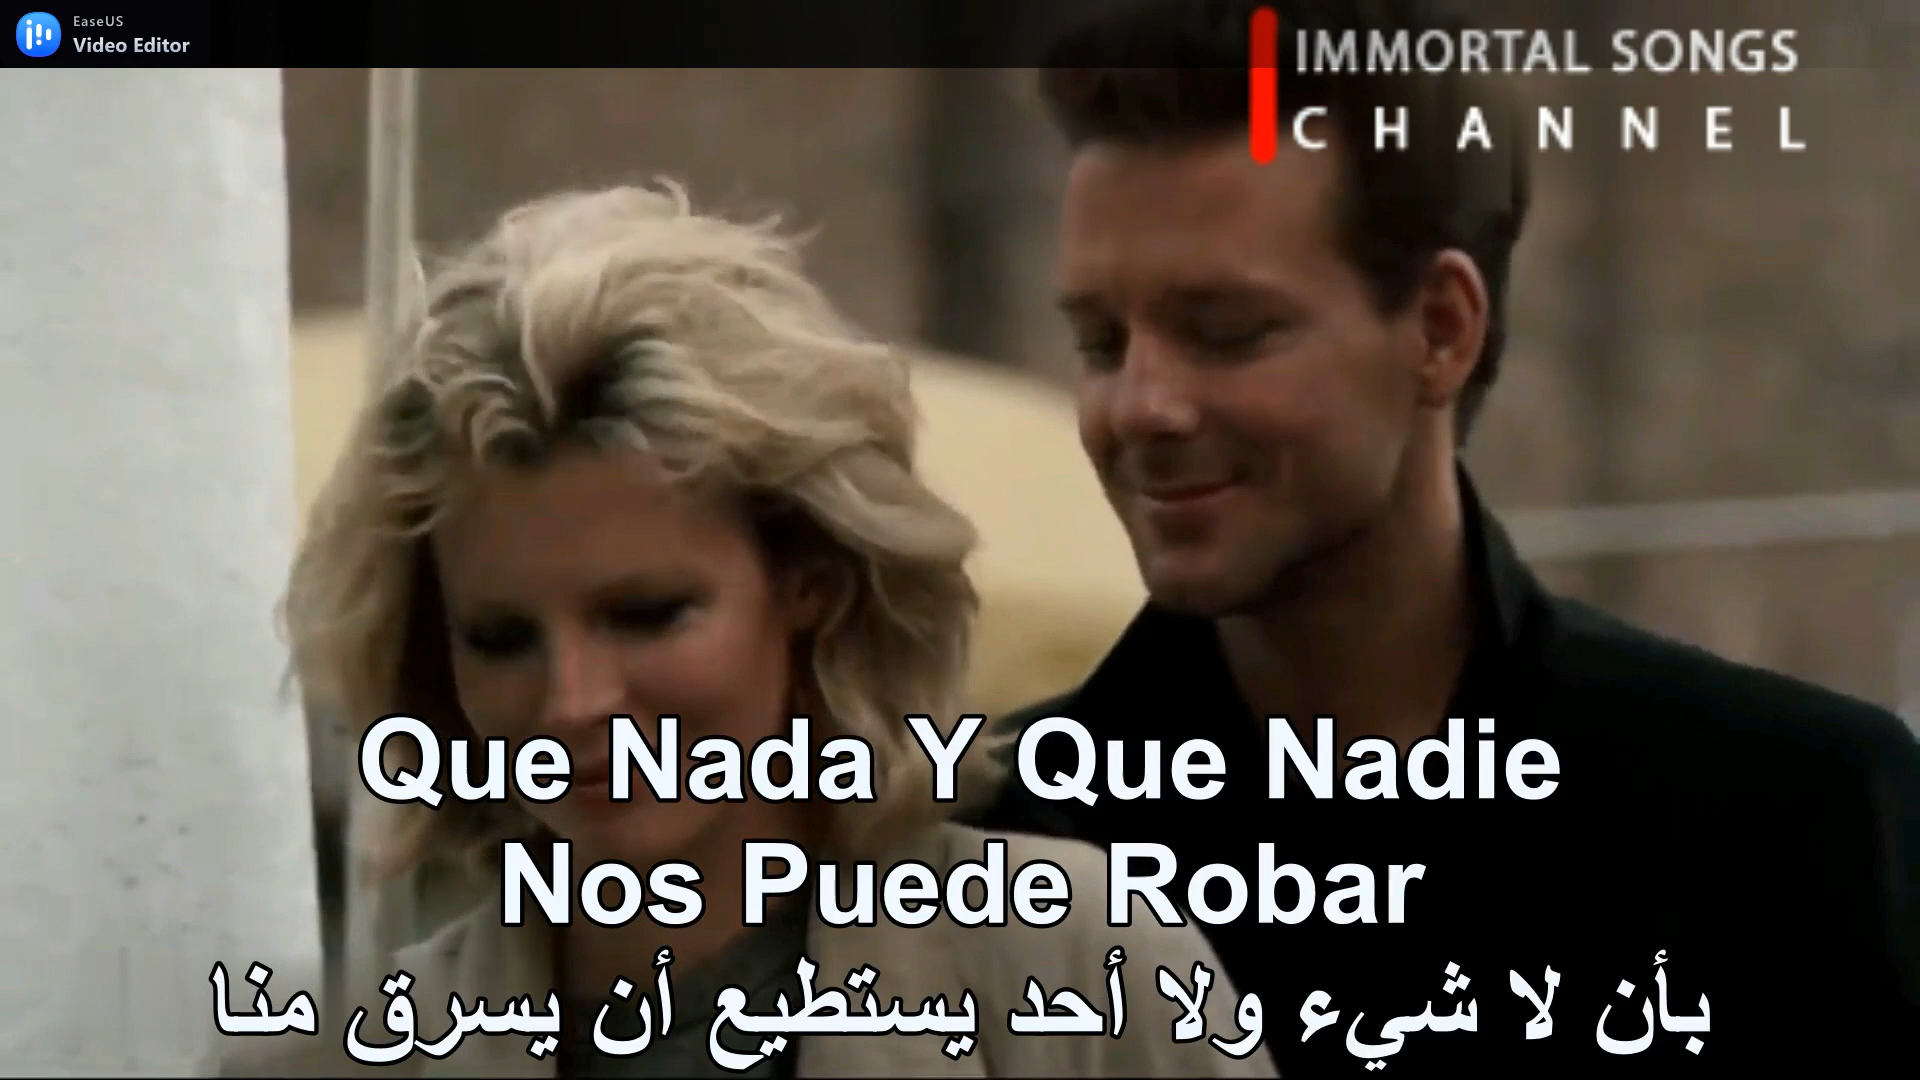 EaseUS
Video Editor
IMMORTAL SONGS
CHANNEL
Que Nada Y Que Nadie
Nos Puede Robar
بأن لا شيء ولا أحد يستطيع أن يسرق منا